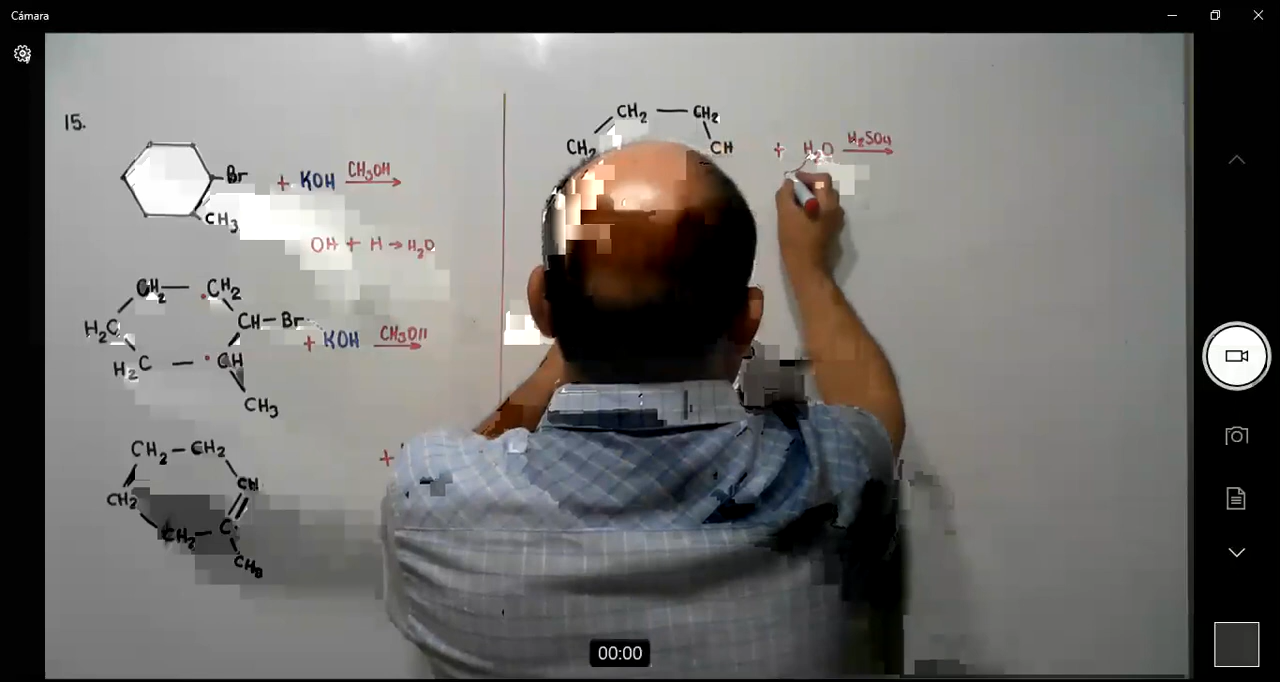 Cámara
15.
Br
+ KOH CH3OH
CH3
OH + H → H2O
CH2 — CH2
H2C CH — Br
+ KOH CH3OH
H2C — CH
CH3
CH2 — CH2
CH2 CH
CH2 — C
CH3
+
CH2 — CH2
CH2 CH + H2O H2SO4
00:00